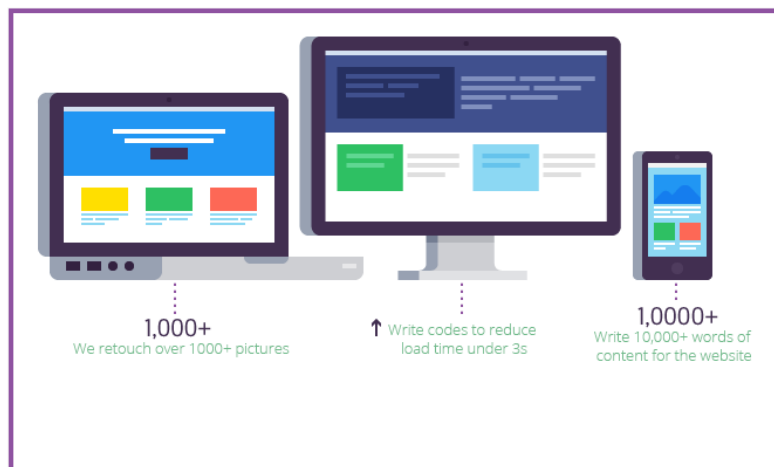 1,000+
We retouch over 1000+ pictures
↑ Write codes to reduce
load time under 3s
1,0000+
Write 10,000+ words of
content for the website